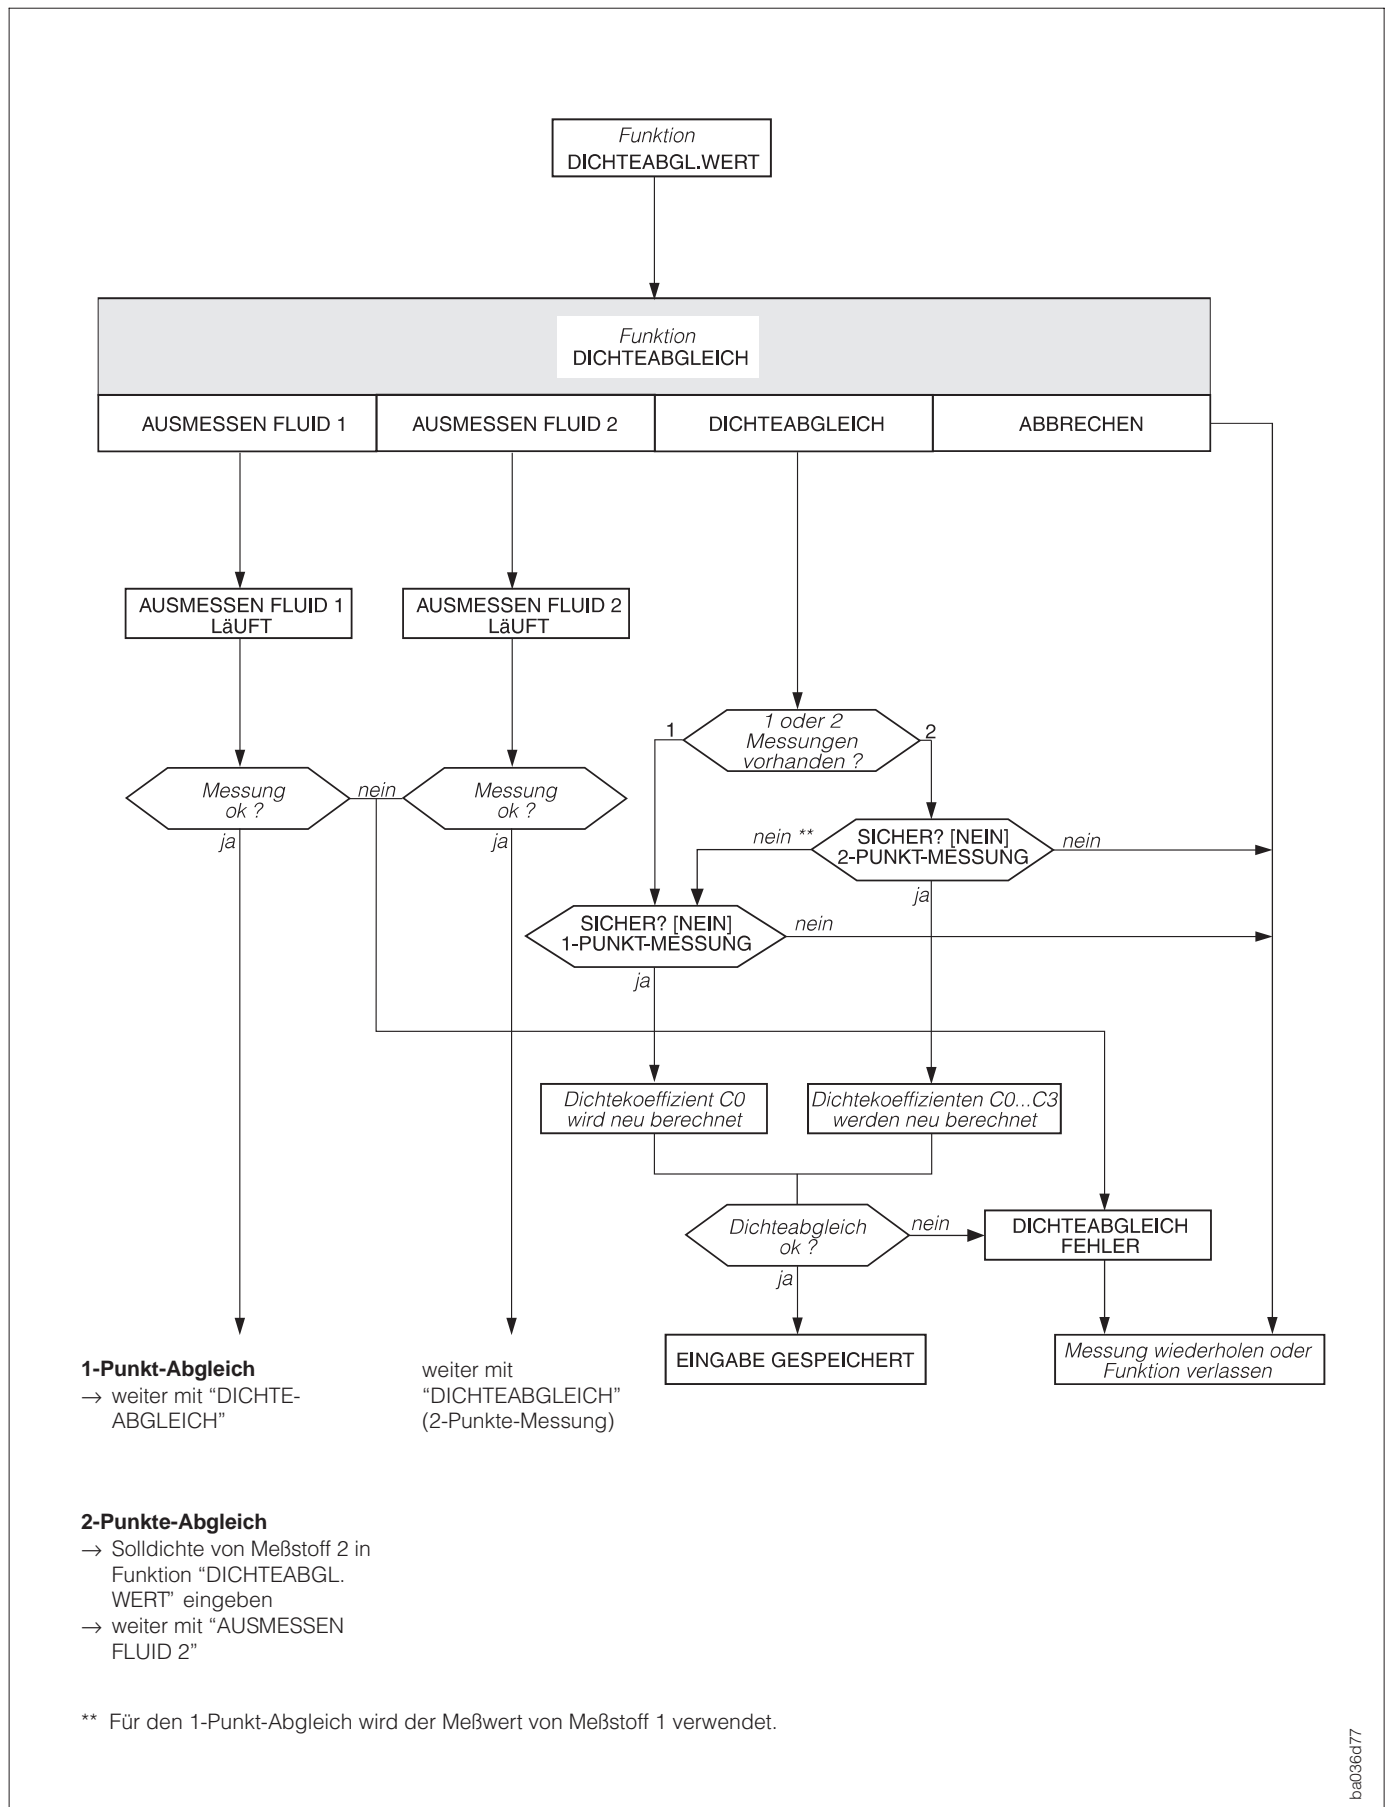 Funktion
DICHTEABGL.WERT
Funktion
DICHTEABGLEICH
AUSMESSEN FLUID 1
AUSMESSEN FLUID 2
DICHTEABGLEICH
ABBRECHEN
AUSMESSEN FLUID 1
LäUFT
AUSMESSEN FLUID 2
LäUFT
1
1 oder 2
Messungen
vorhanden ?
2
Messung
ok ?
nein
Messung
ok ?
ja
ja
nein **
SICHER? [NEIN]
2-PUNKT-MESSUNG
nein
ja
SICHER? [NEIN]
1-PUNKT-MESSUNG
nein
ja
Dichtekoeffizient C0
wird neu berechnet
Dichtekoeffizienten C0...C3
werden neu berechnet
Dichteabgleich
ok ?
nein
ja
DICHTEABGLEICH
FEHLER
EINGABE GESPEICHERT
Messung wiederholen oder
Funktion verlassen
1-Punkt-Abgleich
→ weiter mit “DICHTE-
ABGLEICH”
weiter mit
“DICHTEABGLEICH”
(2-Punkte-Messung)
2-Punkte-Abgleich
→ Solldichte von Meßstoff 2 in
Funktion “DICHTEABGL.
WERT” eingeben
→ weiter mit “AUSMESSEN
FLUID 2”
** Für den 1-Punkt-Abgleich wird der Meßwert von Meßstoff 1 verwendet.
ba036d77